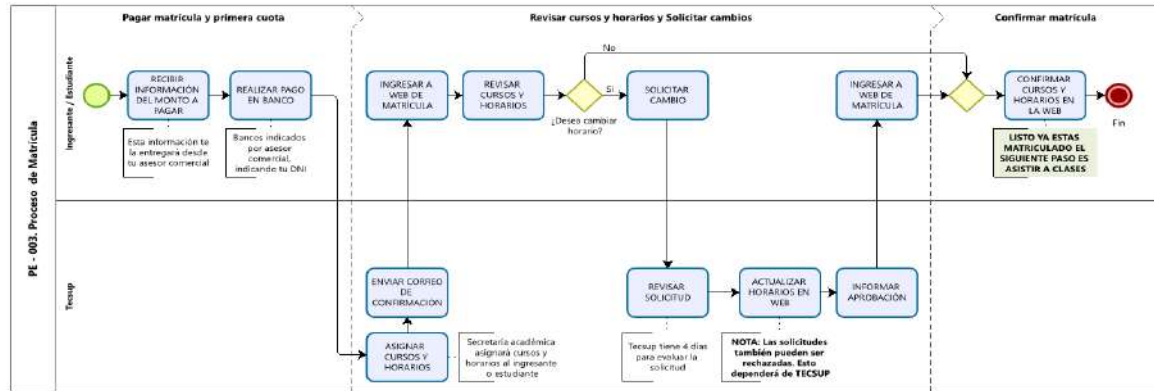 PE - 003. Proceso de Matrícula
Ingresante / Estudiante
Tecsup
Pagar matrícula y primera cuota
Revisar cursos y horarios y Solicitar cambios
Confirmar matrícula
RECIBIR
INFORMACIÓN
DEL MONTO A
PAGAR
REALIZAR PAGO
EN BANCO
Esta información te
la entregará desde
tu asesor comercial
Bancos indicados
por asesor
comercial,
indicando tu DNI
INGRESAR A
WEB DE
MATRÍCULA
REVISAR
CURSOS Y
HORARIOS
¿Desea cambiar
horario?
No
Si
SOLICITAR
CAMBIO
INGRESAR A
WEB DE
MATRÍCULA
CONFIRMAR
CURSOS Y
HORARIOS EN
LA WEB
Fin
LISTO YA ESTAS
MATRICULADO EL
SIGUIENTE PASO ES
ASISTIR A CLASES
ENVIAR CORREO
DE
CONFIRMACIÓN
ASIGNAR
CURSOS Y
HORARIOS
Secretaría académica
asignará cursos y
horarios al ingresante
o estudiante
REVISAR
SOLICITUD
ACTUALIZAR
HORARIOS EN
WEB
INFORMAR
APROBACIÓN
Tecsup tiene 4 días
para evaluar la
solicitud
NOTA: Las solicitudes
también pueden ser
rechazadas. Esto
dependerá de TECSUP